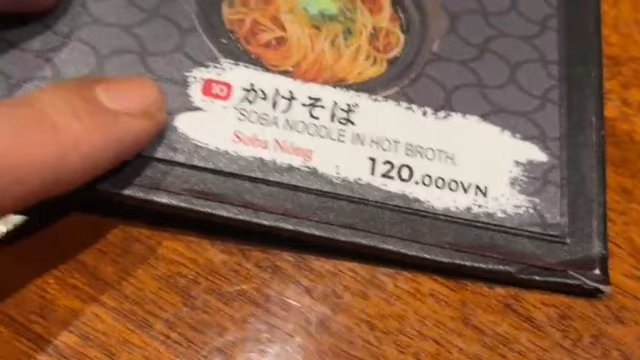 10 かけそば
SOBA NOODLE IN HOT BROTH.
Soba Nóng
: 120.000VN